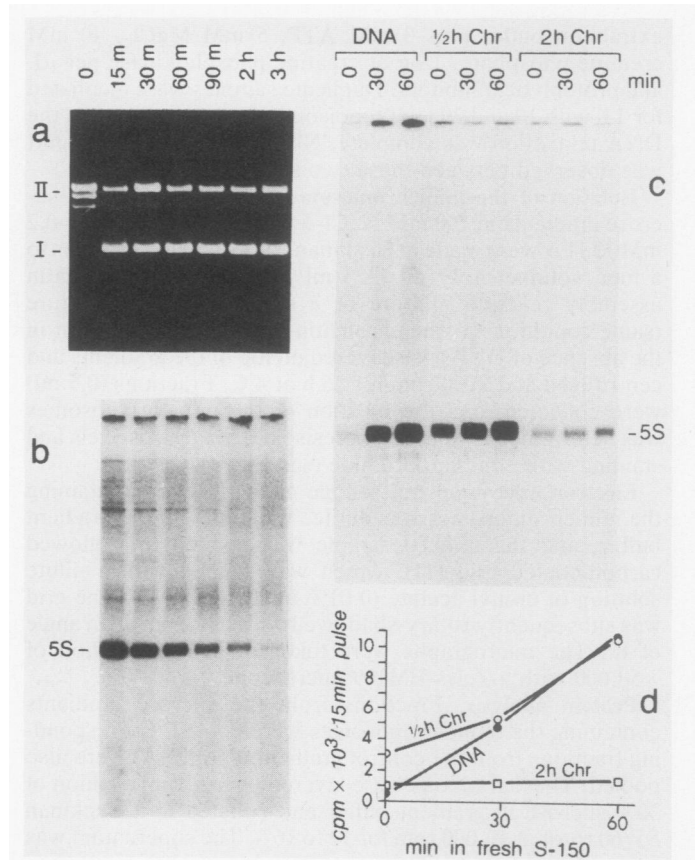 a
0 15 m 30 m 60 m 90 m 2 h 3 h
II -
I -
b
5S -
DNA ½h Chr 2h Chr
0 30 60 0 30 60 0 30 60 min
c
-5S
d
cpm × 10³/15min pulse
10
8
6
5
4
2
1
0
½h Chr
DNA
2h Chr
0 30 60
min in fresh S-150